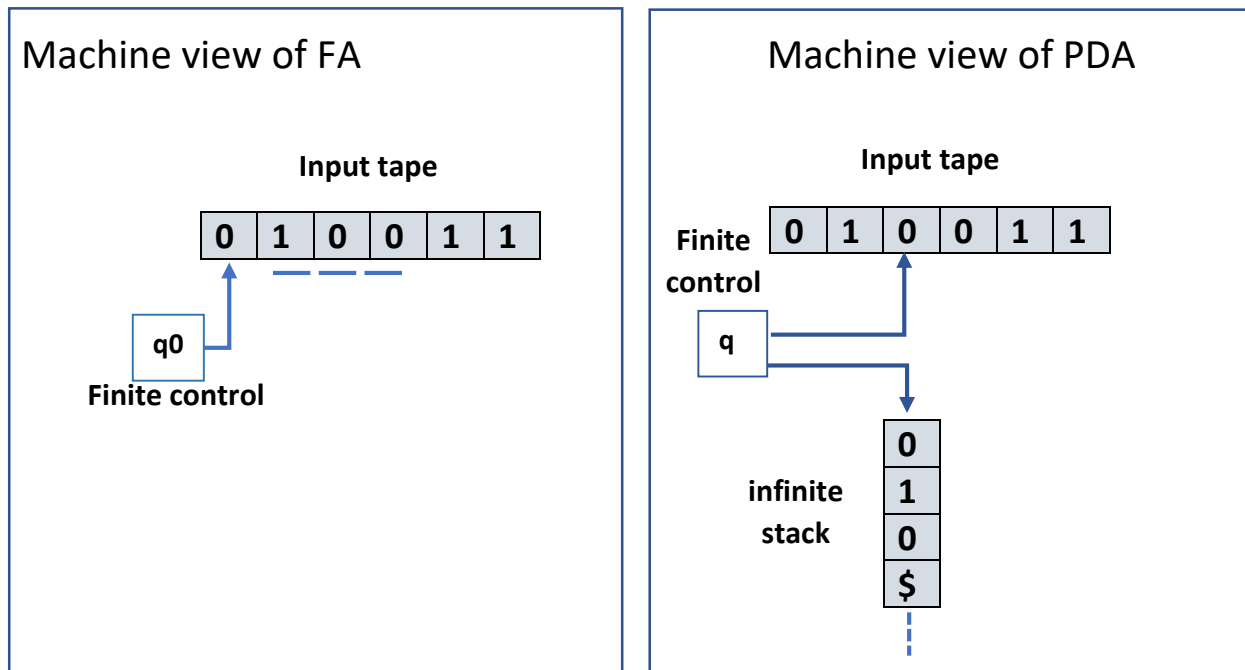 Machine view of FA
Input tape
0 1 0 0 1 1
q0
Finite control
Machine view of PDA
Input tape
0 1 0 0 1 1
Finite
control
q
0
1
0
$
infinite
stack